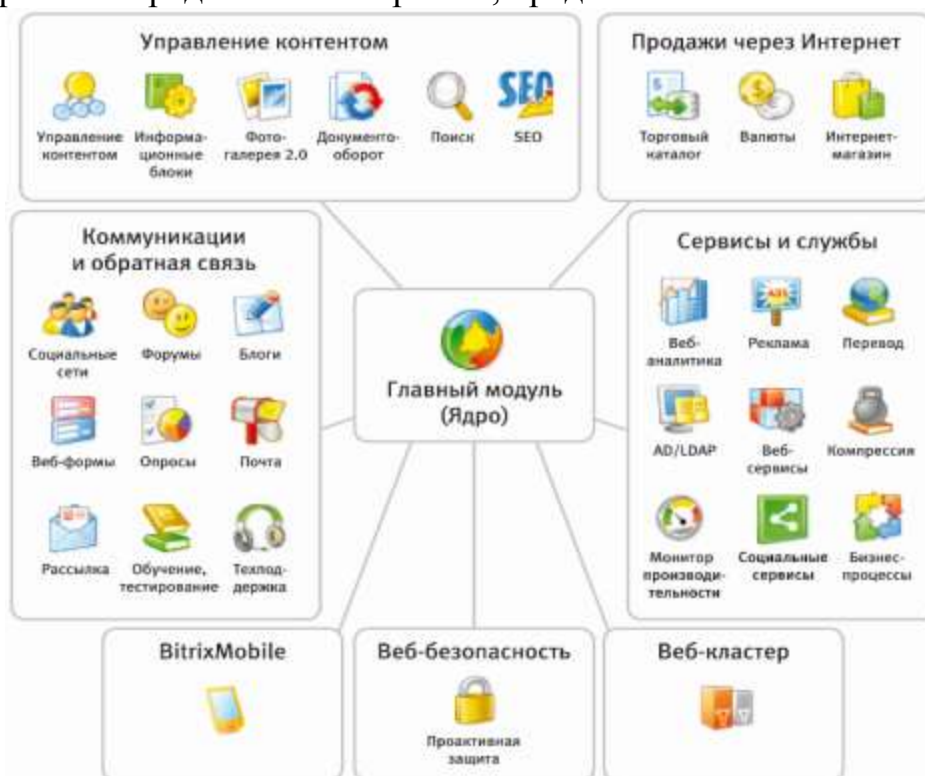 Управление контентом
Управление
контентом
Информа-
ционные
блоки
Фото-
галерея 2.0
Документо-
оборот
Поиск
SEO
SEO
Продажи через Интернет
Торговый
каталог
Валюты
Интернет-
магазин
Коммуникации
и обратная связь
Социальные
сети
Форумы
Блоги
Веб-формы
Опросы
Почта
Рассылка
Обучение,
тестирование
Техпод-
держка
Главный модуль
(Ядро)
Сервисы и службы
Веб-
аналитика
Реклама
Перевод
AD/LDAP
Веб-
сервисы
Компрессия
Монитор
производи-
тельности
Социальные
сервисы
Бизнес-
процессы
BitrixMobile
Веб-безопасность
Проактивная
защита
Веб-кластер